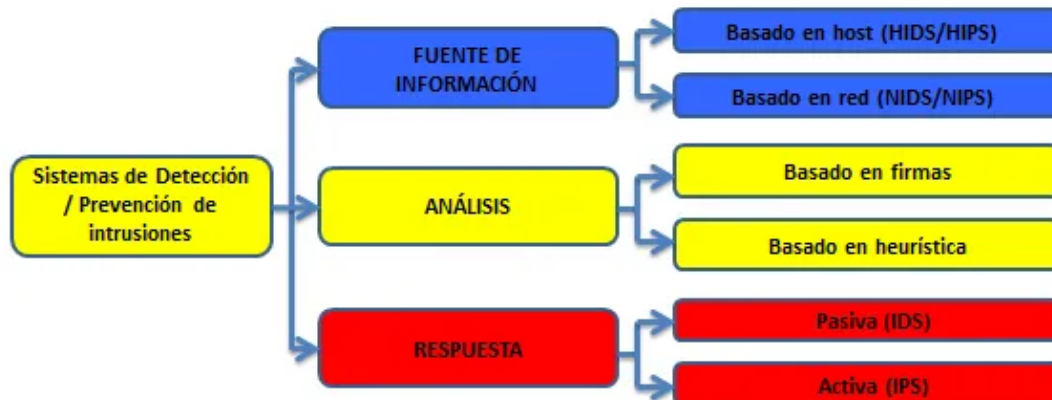 Sistemas de Detección
/ Prevención de
intrusiones
FUENTE DE
INFORMACIÓN
Basado en host (HIDS/HIPS)
Basado en red (NIDS/NIPS)
ANÁLISIS
Basado en firmas
Basado en heurística
RESPUESTA
Pasiva (IDS)
Activa (IPS)